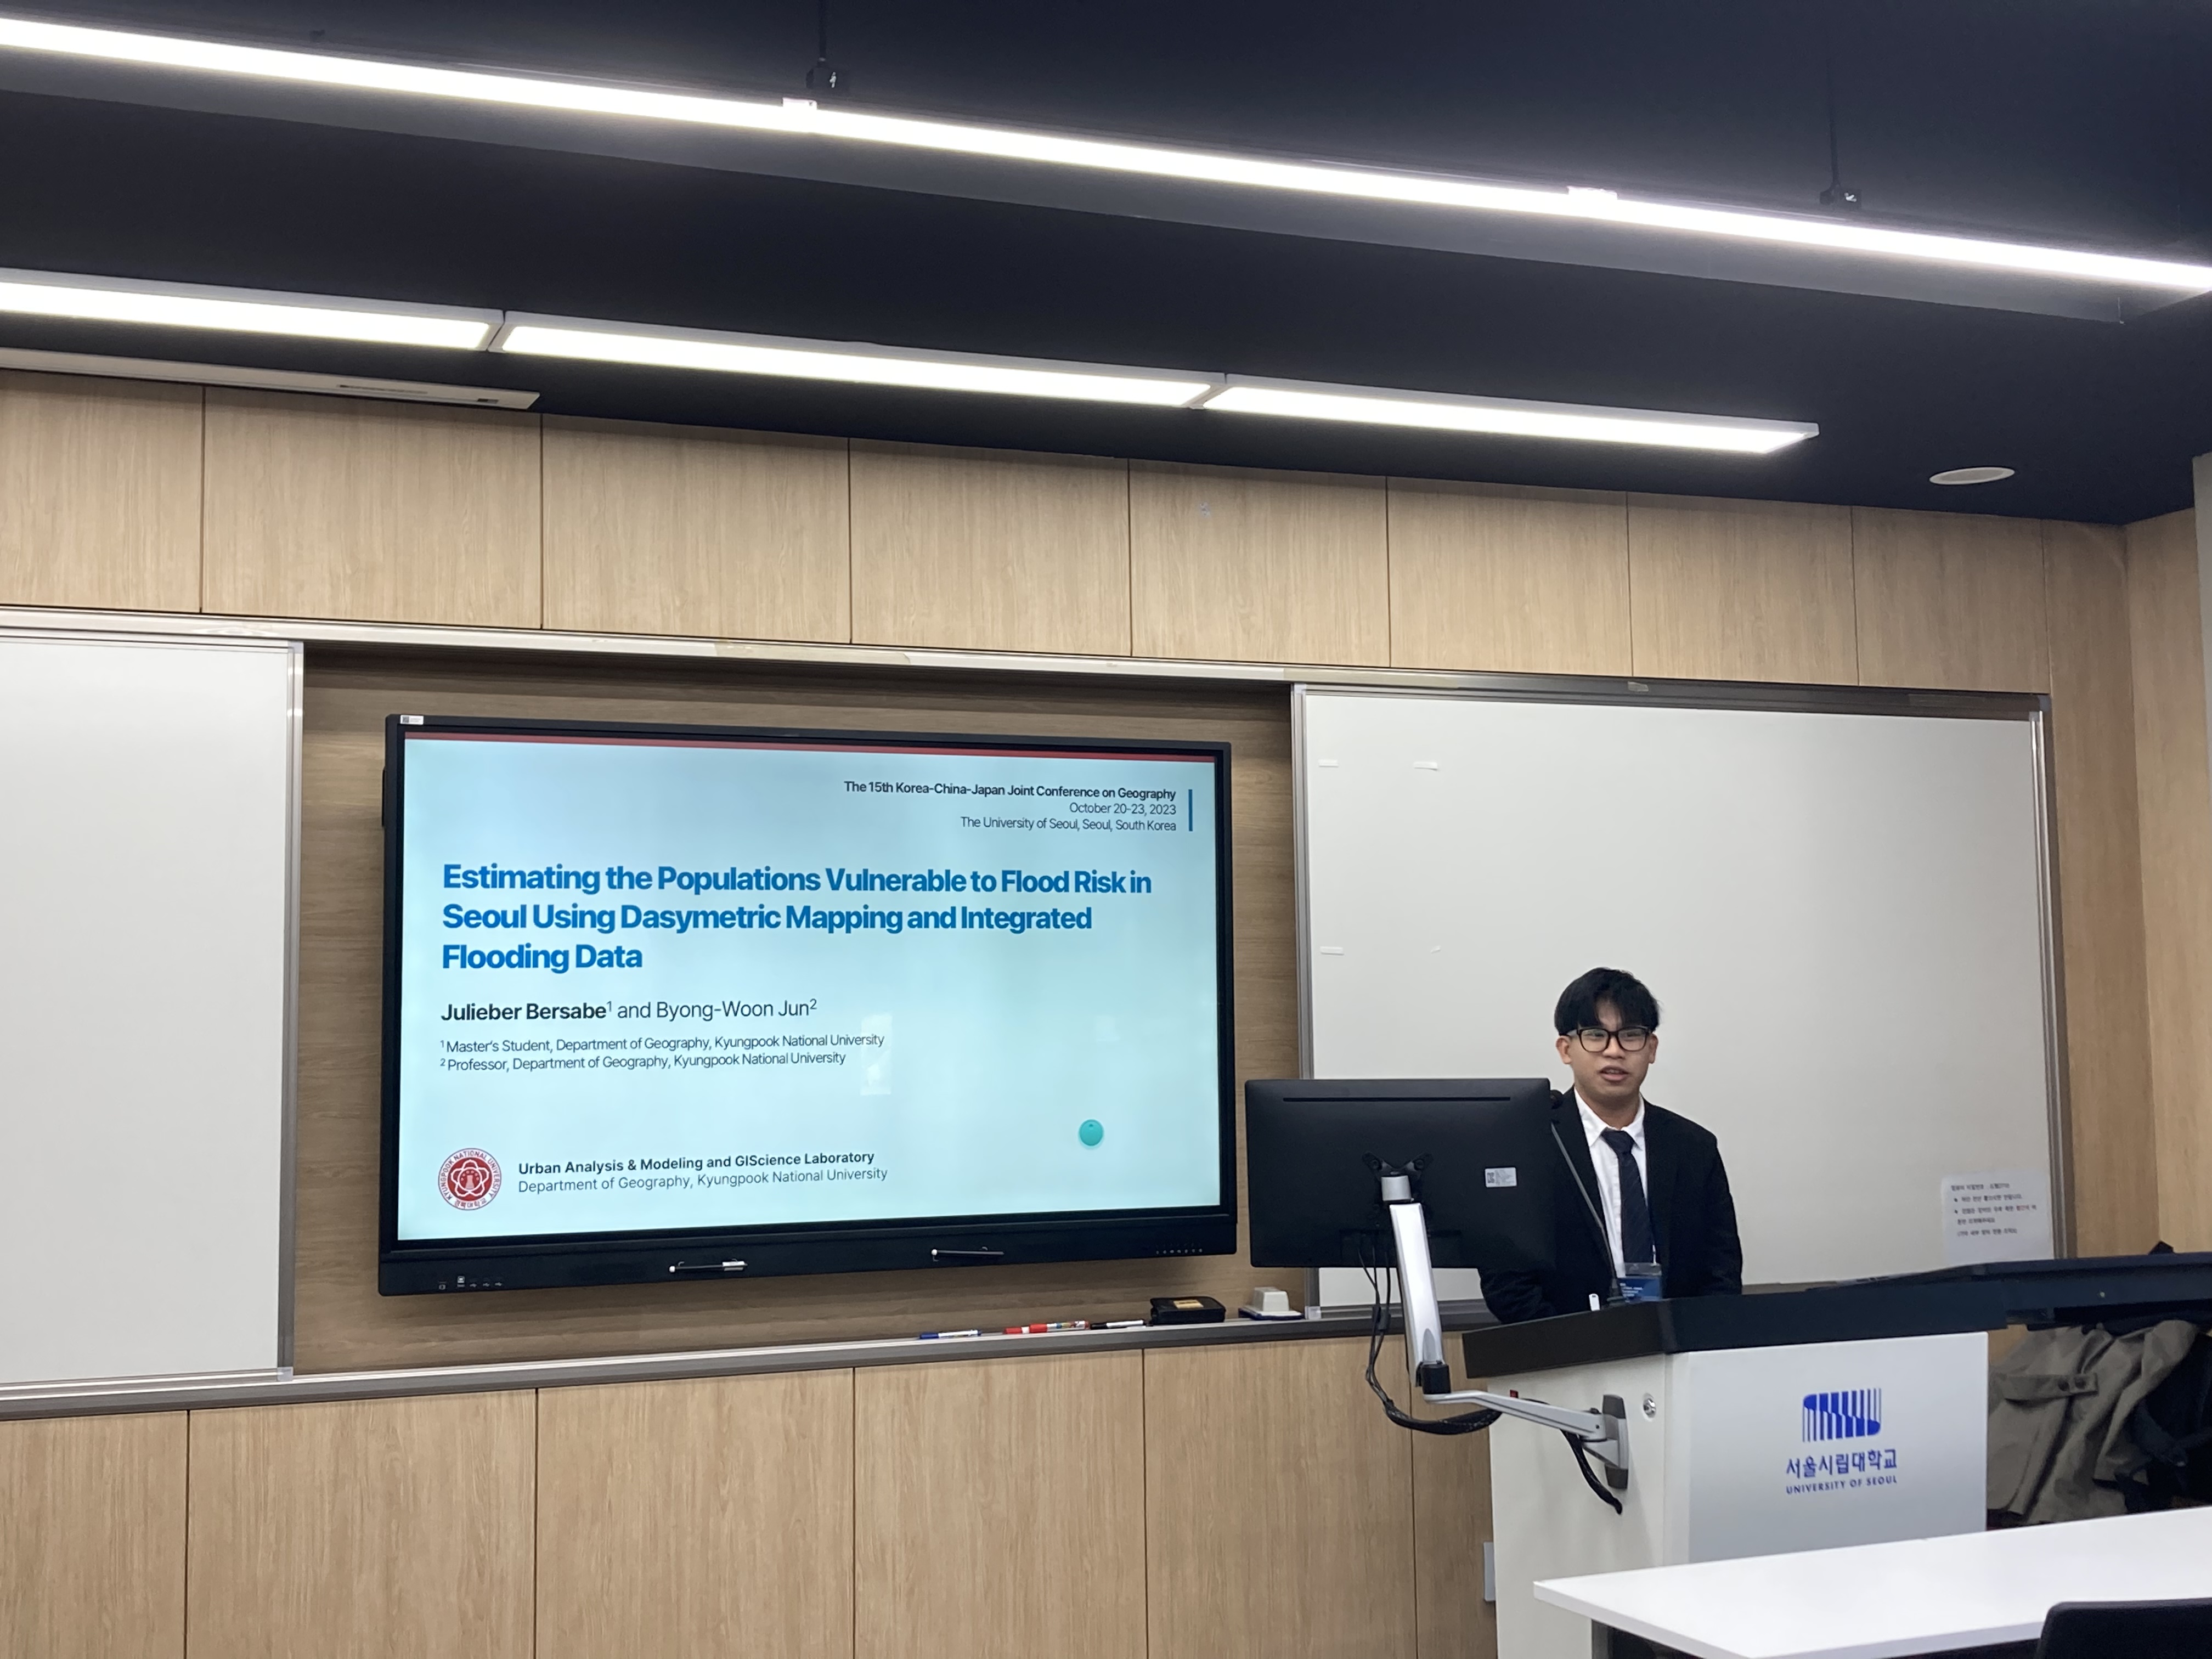 The 15th Korea-China-Japan Joint Conference on Geography
October 20-23, 2023
The University of Seoul, Seoul, South Korea
Estimating the Populations Vulnerable to Flood Risk in
Seoul Using Dasymetric Mapping and Integrated
Flooding Data
Julieber Bersabe¹ and Byong-Woon Jun²
¹ Master's Student, Department of Geography, Kyungpook National University
² Professor, Department of Geography, Kyungpook National University
KYUNGPOOK NATIONAL UNIVERSITY
Urban Analysis & Modeling and GIScience Laboratory
Department of Geography, Kyungpook National University
서울시립대학교
UNIVERSITY OF SEOUL